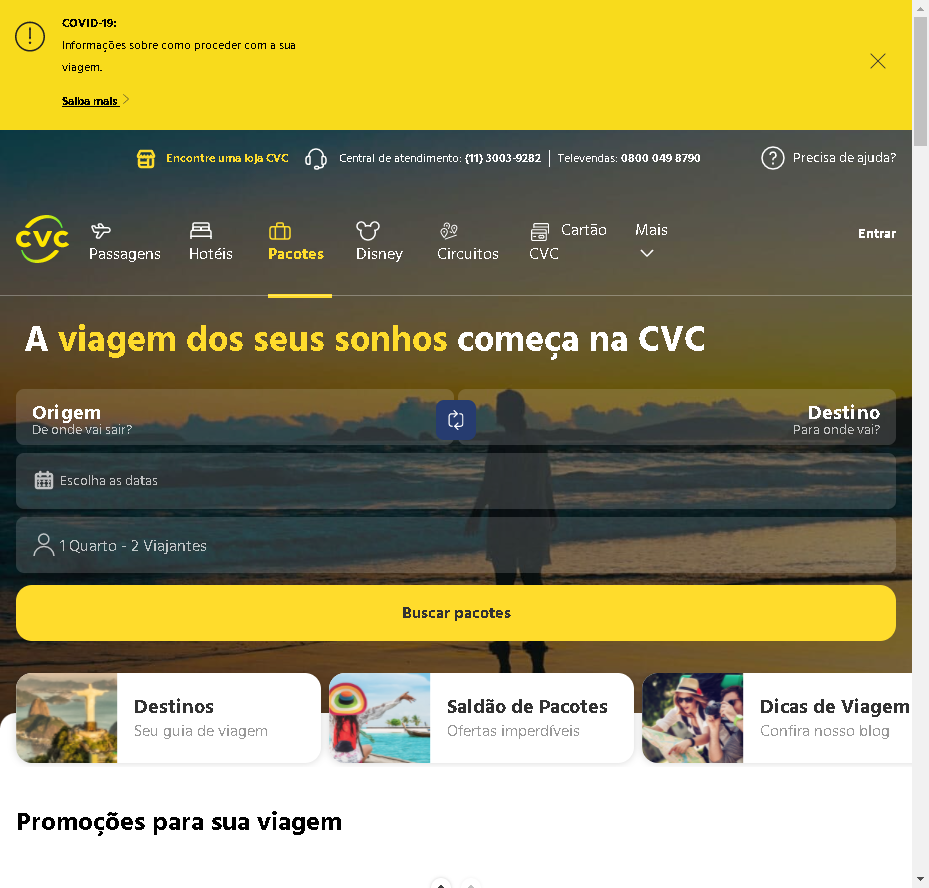 COVID-19:
Informações sobre como proceder com a sua
viagem.
Saiba mais
Encontre uma loja CVC
Central de atendimento: (11) 3003-9282
Televendas: 0800 049 8790
Precisa de ajuda?
CVC
Passagens
Hotéis
Pacotes
Disney
Circuitos
Cartão
CVC
Mais
Entrar
A viagem dos seus sonhos começa na CVC
Origem
De onde vai sair?
Destino
Para onde vai?
Escolha as datas
1 Quarto - 2 Viajantes
Buscar pacotes
Destinos
Seu guia de viagem
Saldão de Pacotes
Ofertas imperdíveis
Dicas de Viagem
Confira nosso blog
Promoções para sua viagem